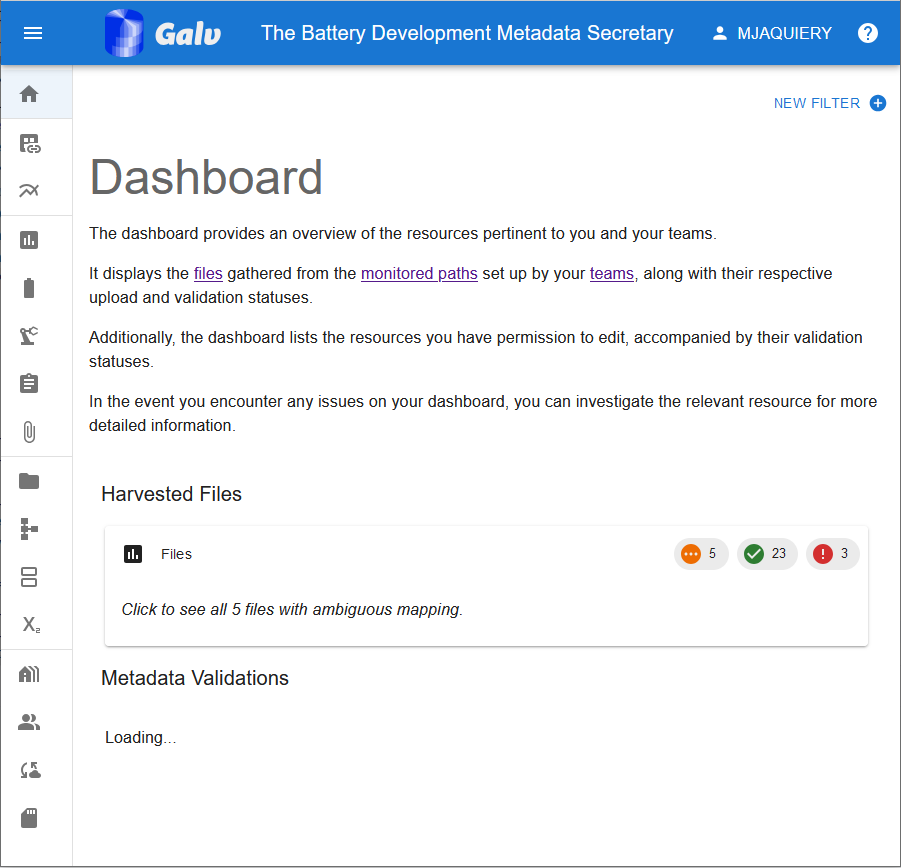 Galv
The Battery Development Metadata Secretary
MJAQUIERY
?
NEW FILTER
Dashboard
The dashboard provides an overview of the resources pertinent to you and your teams.
It displays the files gathered from the monitored paths set up by your teams, along with their respective
upload and validation statuses.
Additionally, the dashboard lists the resources you have permission to edit, accompanied by their validation
statuses.
In the event you encounter any issues on your dashboard, you can investigate the relevant resource for more
detailed information.
Harvested Files
Files
5
23
3
Click to see all 5 files with ambiguous mapping.
X₂
Metadata Validations
Loading...